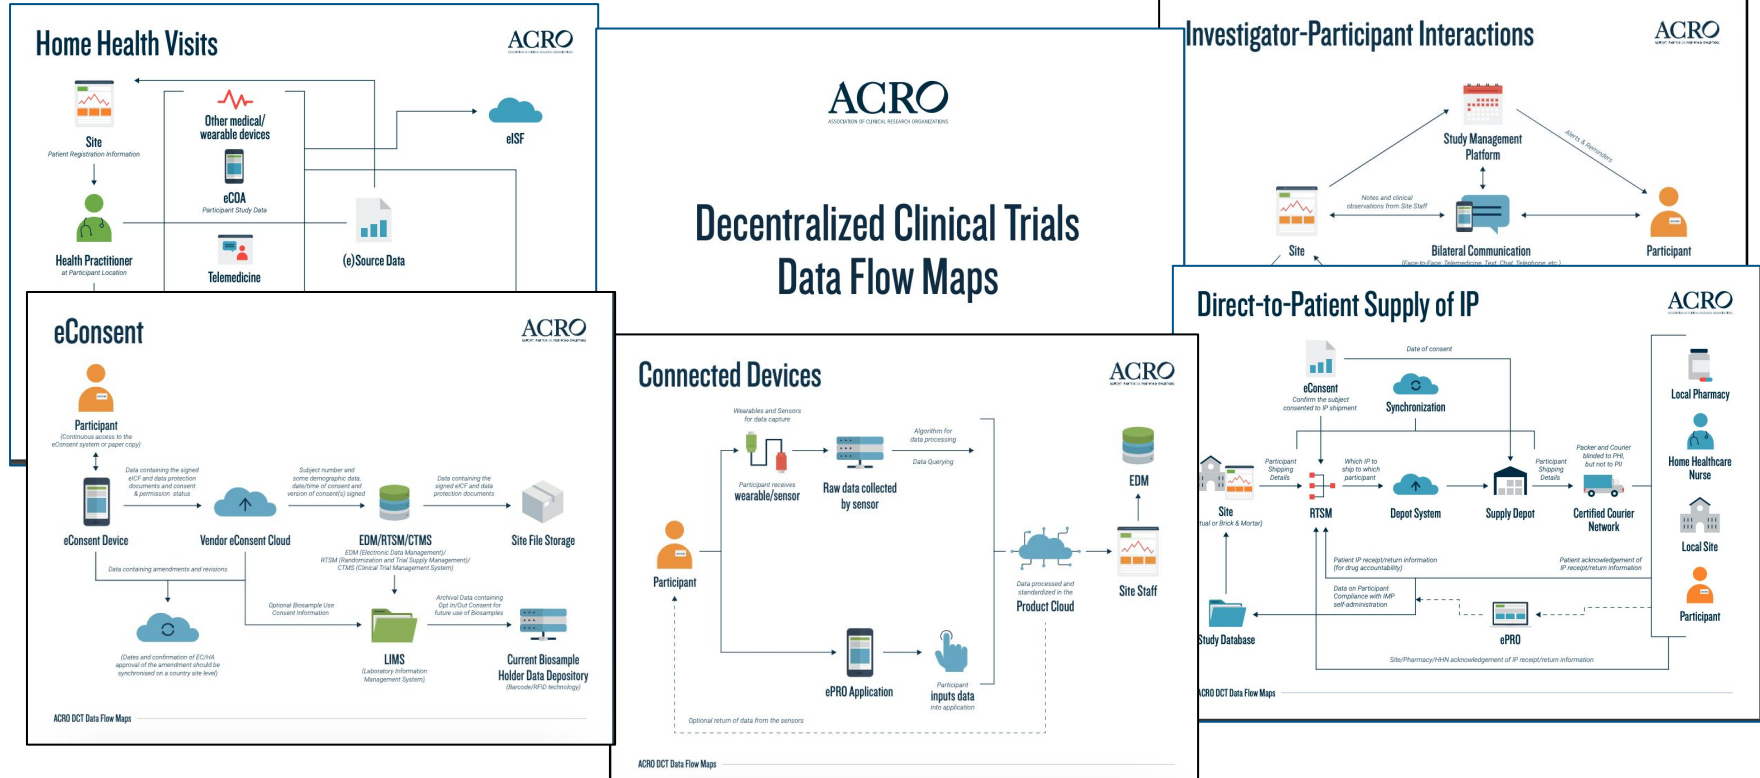 Home Health Visits
ACRO
Site
Patient Registration Information
Health Practitioner
at Participant Location
Other medical/
wearable devices
eCOA
Participant Study Data
Telemedicine
(e)Source Data
eISF
ACRO
ASSOCIATION OF CLINICAL RESEARCH ORGANIZATIONS
Decentralized Clinical Trials
Data Flow Maps
Investigator-Participant Interactions
ACRO
Study Management
Platform
Alerts & Reminders
Notes and clinical
observations from Site Staff
Site
Bilateral Communication
(Face-to-Face, Telemedicine, Text, Chat, Telephone, etc.)
Participant
eConsent
ACRO
Participant
(Continuous access to the
eConsent system or paper copy)
Data containing the signed
eICF and data protection
documents and consent
& permission status
Subject number and
some demographic data,
date/time of consent and
version of consent(s) signed
Data containing the
signed eICF and data
protection documents
eConsent Device
Vendor eConsent Cloud
EDM/RTSM/CTMS
EDM (Electronic Data Management)/
RTSM (Randomization and Trial Supply Management)/
CTMS (Clinical Trial Management System)
Site File Storage
Data containing amendments and revisions
Optional Biosample Use
Consent Information
Archival Data containing
Opt In/Out Consent for
future use of Biosamples
(Dates and confirmation of EC/HA
approval of the amendment should be
synchronised on a country site level)
LIMS
(Laboratory Information
Management System)
Current Biosample
Holder Data Depository
(Barcode/RFID technology)
ACRO DCT Data Flow Maps
Connected Devices
ACRO
Wearables and Sensors
for data capture
Algorithm for
data processing
Data Querying
Participant receives
wearable/sensor
Raw data collected
by sensor
EDM
Participant
Data processed and
standardized in the
Product Cloud
Site Staff
ePRO Application
Participant
inputs data
into application
Optional return of data from the sensors
ACRO DCT Data Flow Maps
Direct-to-Patient Supply of IP
ACRO
Date of consent
eConsent
Confirm the subject
consented to IP shipment
Synchronization
Local Pharmacy
Participant
Shipping
Details
Which IP to
ship to which
participant
Participant
Shipping
Details
Packer and Courier
blinded to PHI,
but not to PII
Home Healthcare
Nurse
Site
tual or Brick & Mortar)
RTSM
Depot System
Supply Depot
Certified Courier
Network
Local Site
Patient IP receipt/return information
(for drug accountability)
Patient acknowledgement of
IP receipt/return information
Data on Participant
Compliance with IMP
self-administration
Study Database
ePRO
Participant
Site/Pharmacy/HHN acknowledgement of IP receipt/return information
ACRO DCT Data Flow Maps